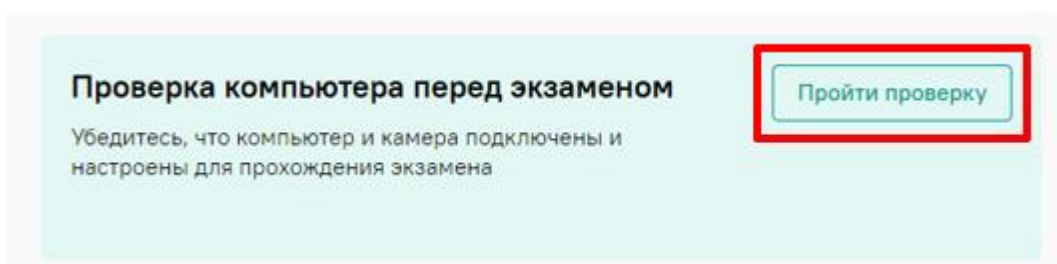 Проверка компьютера перед экзаменом
Пройти проверку
Убедитесь, что компьютер и камера подключены и
настроены для прохождения экзамена